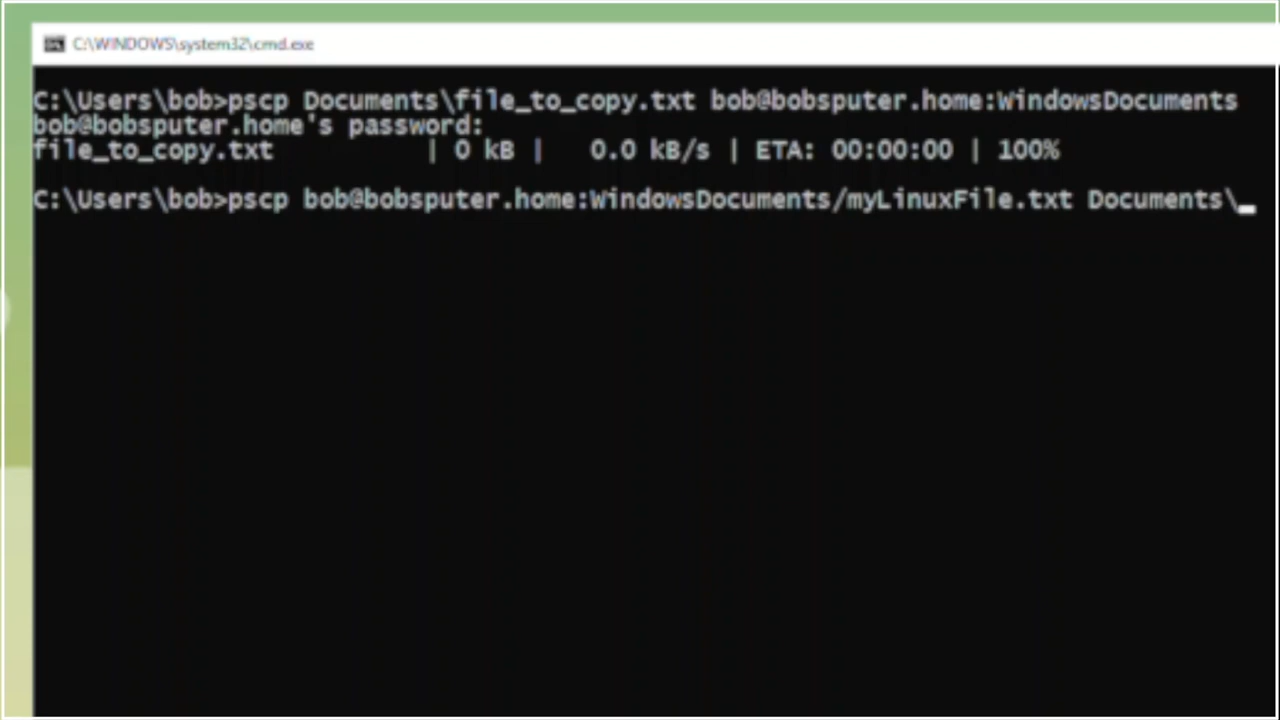 C:\WINDOWS\system32\cmd.exe
C:\Users\bob>pscp Documents\file_to_copy.txt bob@bobsputer.home:WindowsDocuments
bob@bobsputer.home's password:
file_to_copy.txt          | 0 kB |   0.0 kB/s | ETA: 00:00:00 | 100%
C:\Users\bob>pscp bob@bobsputer.home:WindowsDocuments/myLinuxFile.txt Documents\